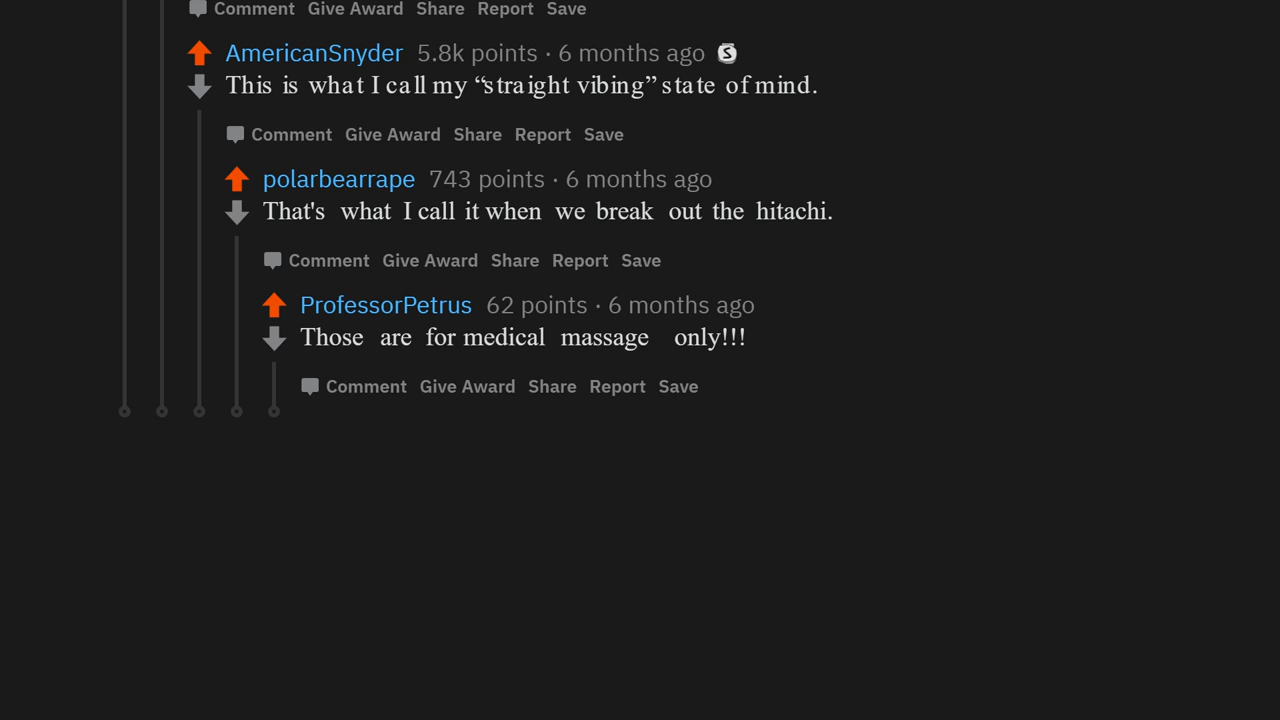 Comment Give Award Share Report Save
AmericanSnyder 5.8k points · 6 months ago S
This is what I call my “straight vibing” state of mind.
Comment Give Award Share Report Save
polarbearrape 743 points · 6 months ago
That's what I call it when we break out the hitachi.
Comment Give Award Share Report Save
ProfessorPetrus 62 points · 6 months ago
Those are for medical massage only!!!
Comment Give Award Share Report Save